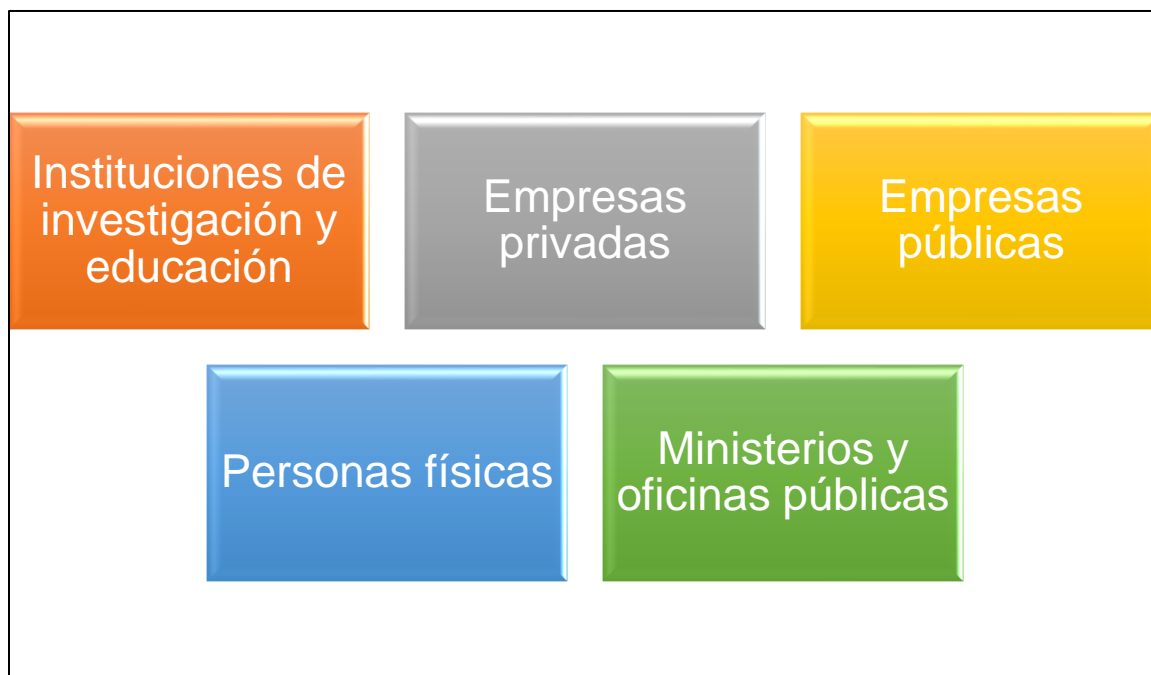 Instituciones de
investigación y
educación
Empresas
privadas
Empresas
públicas
Personas físicas
Ministerios y
oficinas públicas